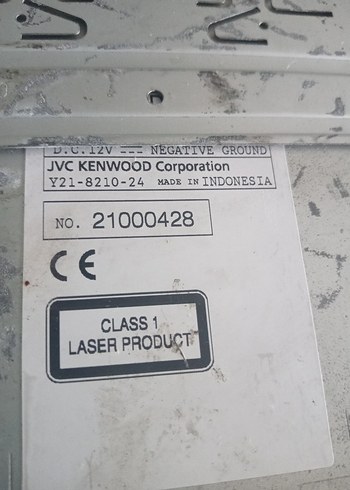 D.C.12V ⎓ NEGATIVE GROUND
JVC KENWOOD Corporation
Y21-8210-24 MADE IN INDONESIA
NO. 21000428
CE
CLASS 1
LASER PRODUCT